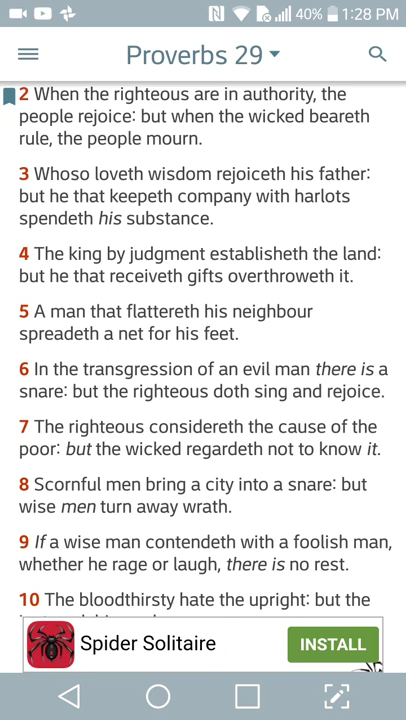 40% 1:28 PM
Proverbs 29
2 When the righteous are in authority, the
people rejoice: but when the wicked beareth
rule, the people mourn.
3 Whoso loveth wisdom rejoiceth his father:
but he that keepeth company with harlots
spendeth his substance.
4 The king by judgment establisheth the land:
but he that receiveth gifts overthroweth it.
5 A man that flattereth his neighbour
spreadeth a net for his feet.
6 In the transgression of an evil man there is a
snare: but the righteous doth sing and rejoice.
7 The righteous considereth the cause of the
poor: but the wicked regardeth not to know it.
8 Scornful men bring a city into a snare: but
wise men turn away wrath.
9 If a wise man contendeth with a foolish man,
whether he rage or laugh, there is no rest.
10 The bloodthirsty hate the upright: but the
Spider Solitaire
INSTALL